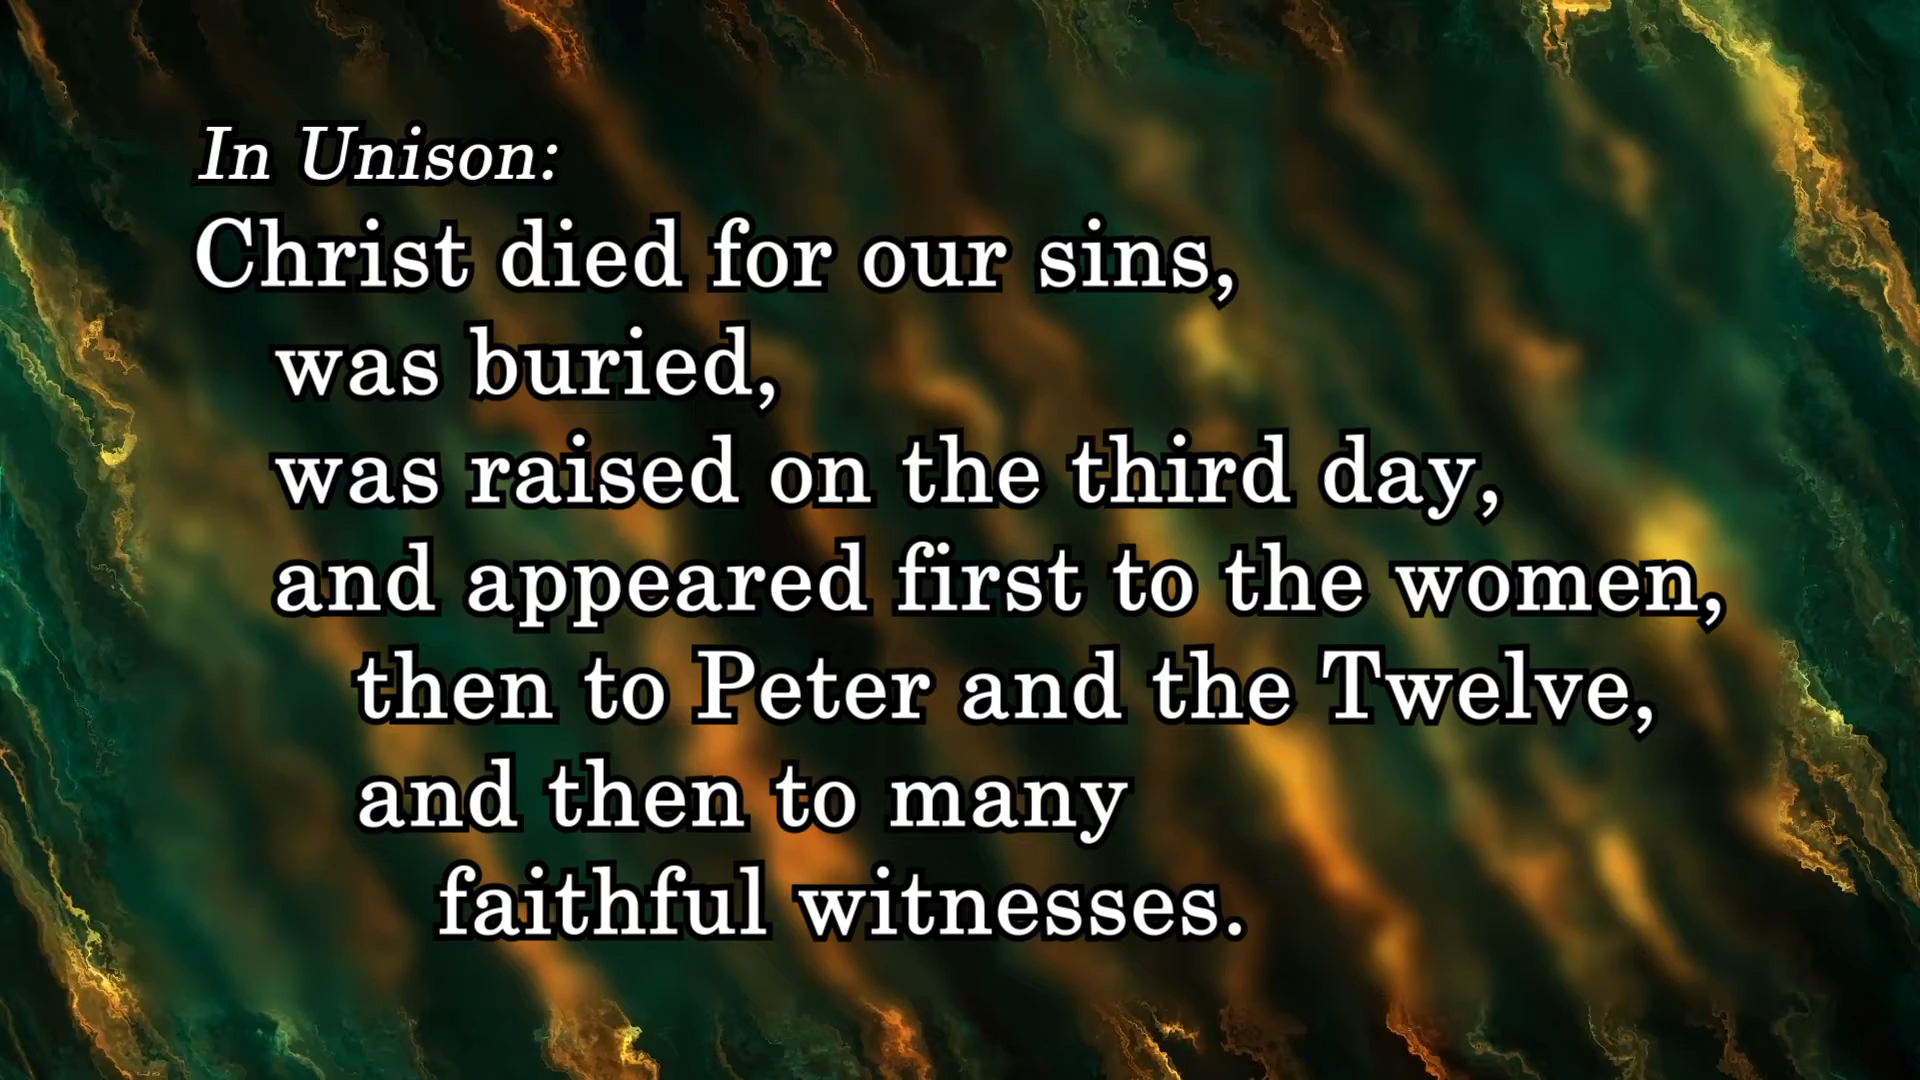 In Unison:
Christ died for our sins,
was buried,
was raised on the third day,
and appeared first to the women,
then to Peter and the Twelve,
and then to many
faithful witnesses.